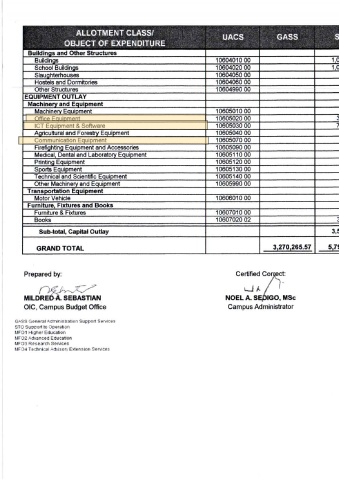 ALLOTMENT CLASS/ OBJECT OF EXPENDITURE UACS GASS S
Buildings and Other Structures
Buildings 10604010 00
School Buildings 10604020 00
Slaughterhouses 10604050 00
Hostels and Dormitories 10604060 00
Other Structures 10604990 00
EQUIPMENT OUTLAY
Machinery and Equipment
Machinery Equipment 10605010 00
Office Equipment 10605020 00
ICT Equipment & Software 10605030 00
Agricultural and Forestry Equipment 10605040 00
Communication Equipment 10605070 00
Firefighting Equipment and Accessories 10605090 00
Medical, Dental and Laboratory Equipment 10605110 00
Printing Equipment 10605120 00
Sports Equipment 10605130 00
Technical and Scientific Equipment 10605140 00
Other Machinery and Equipment 10605990 00
Transportation Equipment
Motor Vehicle 10606010 00
Furniture, Fixtures and Books
Furniture & Fixtures 10607010 00
Books 10607020 02
Sub-total, Capital Outlay 3,5
GRAND TOTAL 3,270,265.57 5,79
Prepared by: Certified Correct:
MILDRED A. SEBASTIAN NOEL A. SEDIGO, MSc
OIC, Campus Budget Office Campus Administrator
GASS General Administration Support Services
STO Support to Operation
MFO1 Higher Education
MFO2 Advanced Education
MFO3 Research Services
MFO4 Technical Advisory Extension Services